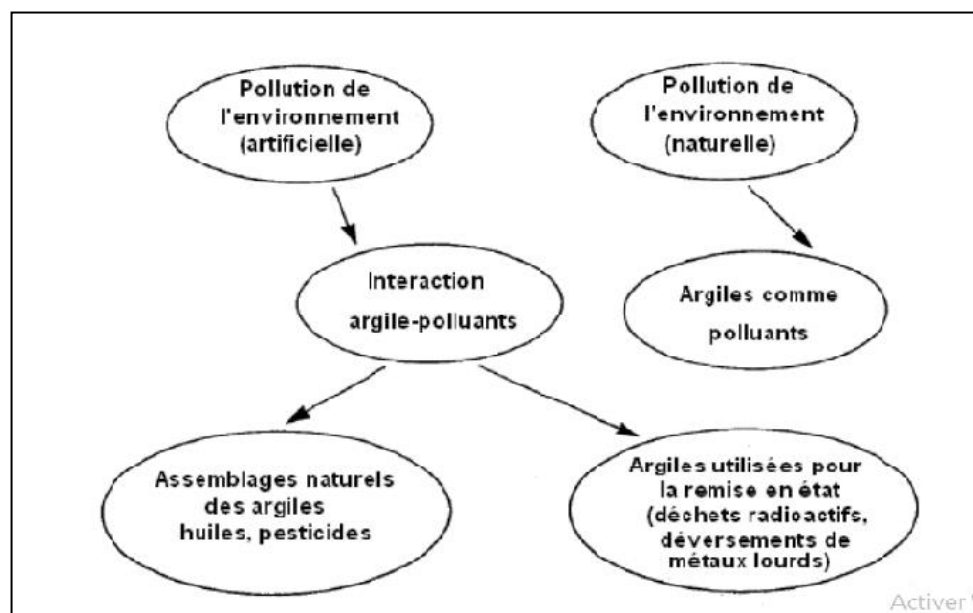 Pollution de
l'environnement
(artificielle)
Pollution de
l'environnement
(naturelle)
Interaction
argile-polluants
Argiles comme
polluants
Assemblages naturels
des argiles
huiles, pesticides
Argiles utilisées pour
la remise en état
(déchets radioactifs,
déversements de
métaux lourds)
Activer